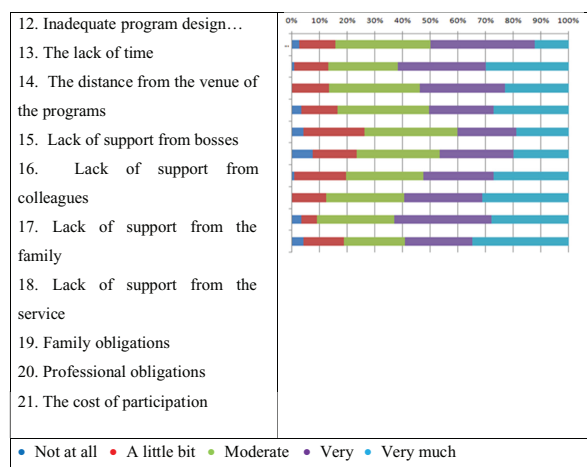 12. Inadequate program design…
13. The lack of time
14. The distance from the venue of
the programs
15. Lack of support from bosses
16. Lack of support from
colleagues
17. Lack of support from the
family
18. Lack of support from the
service
19. Family obligations
20. Professional obligations
21. The cost of participation
0% 10% 20% 30% 40% 50% 60% 70% 80% 90% 100%
• Not at all • A little bit • Moderate • Very • Very much